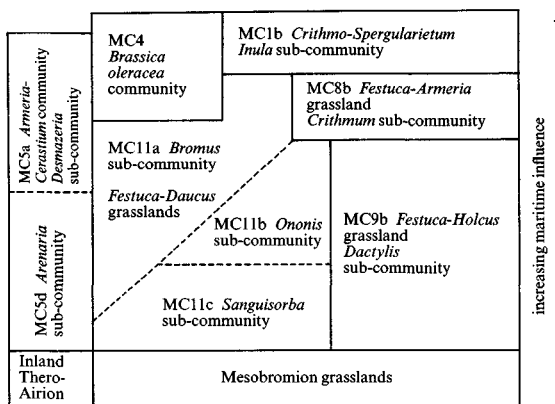 MC4
Brassica
oleracea
community
MC1b Crithmo-Spergularietum
Inula sub-community
MC8b Festuca-Armeria
grassland
Crithmum sub-community
MC5a Armeria-
Cerastium community
Desmazeria
sub-community
MC11a Bromus
sub-community
Festuca-Daucus
grasslands
MC11b Ononis
sub-community
MC9b Festuca-Holcus
grassland
Dactylis
sub-community
MC5d Arenaria
sub-community
MC11c Sanguisorba
sub-community
Inland
Thero-
Airion
Mesobromion grasslands
increasing maritime influence